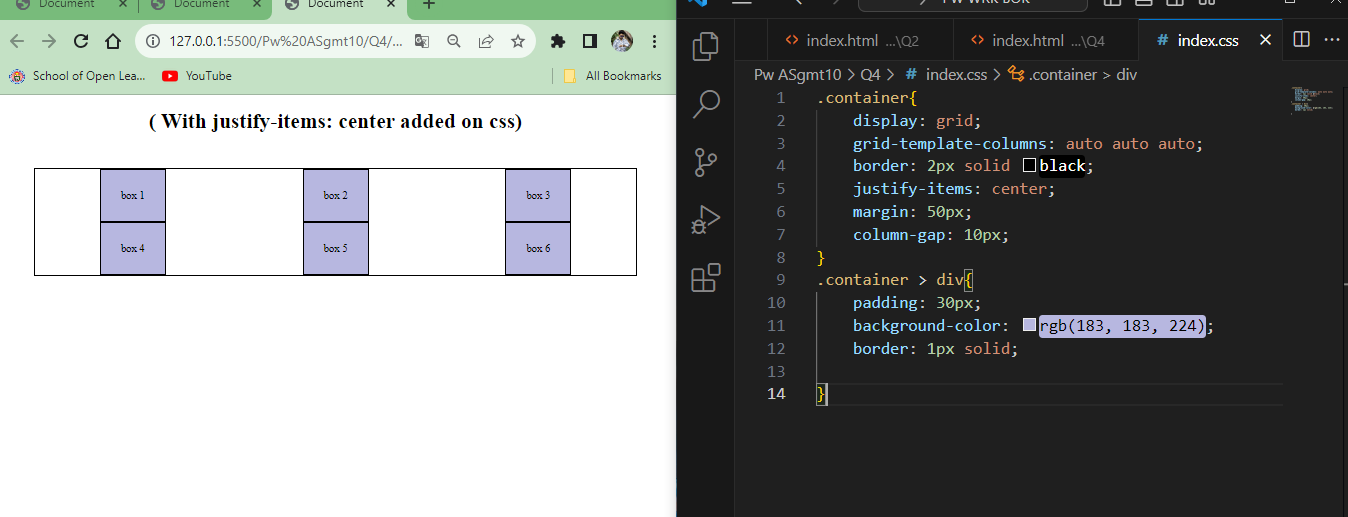 Document
Document
Document
127.0.0.1:5500/Pw%20ASgmt10/Q4/...
School of Open Lea...
YouTube
All Bookmarks
( With justify-items: center added on css)
box 1
box 2
box 3
box 4
box 5
box 6
PW WRK BOK
index.html ...\Q2
index.html ...\Q4
# index.css
Pw ASgmt10 > Q4 > # index.css > .container > div
1 .container{
2 display: grid;
3 grid-template-columns: auto auto auto;
4 border: 2px solid black;
5 justify-items: center;
6 margin: 50px;
7 column-gap: 10px;
8 }
9 .container > div{
10 padding: 30px;
11 background-color: rgb(183, 183, 224);
12 border: 1px solid;
13
14 }